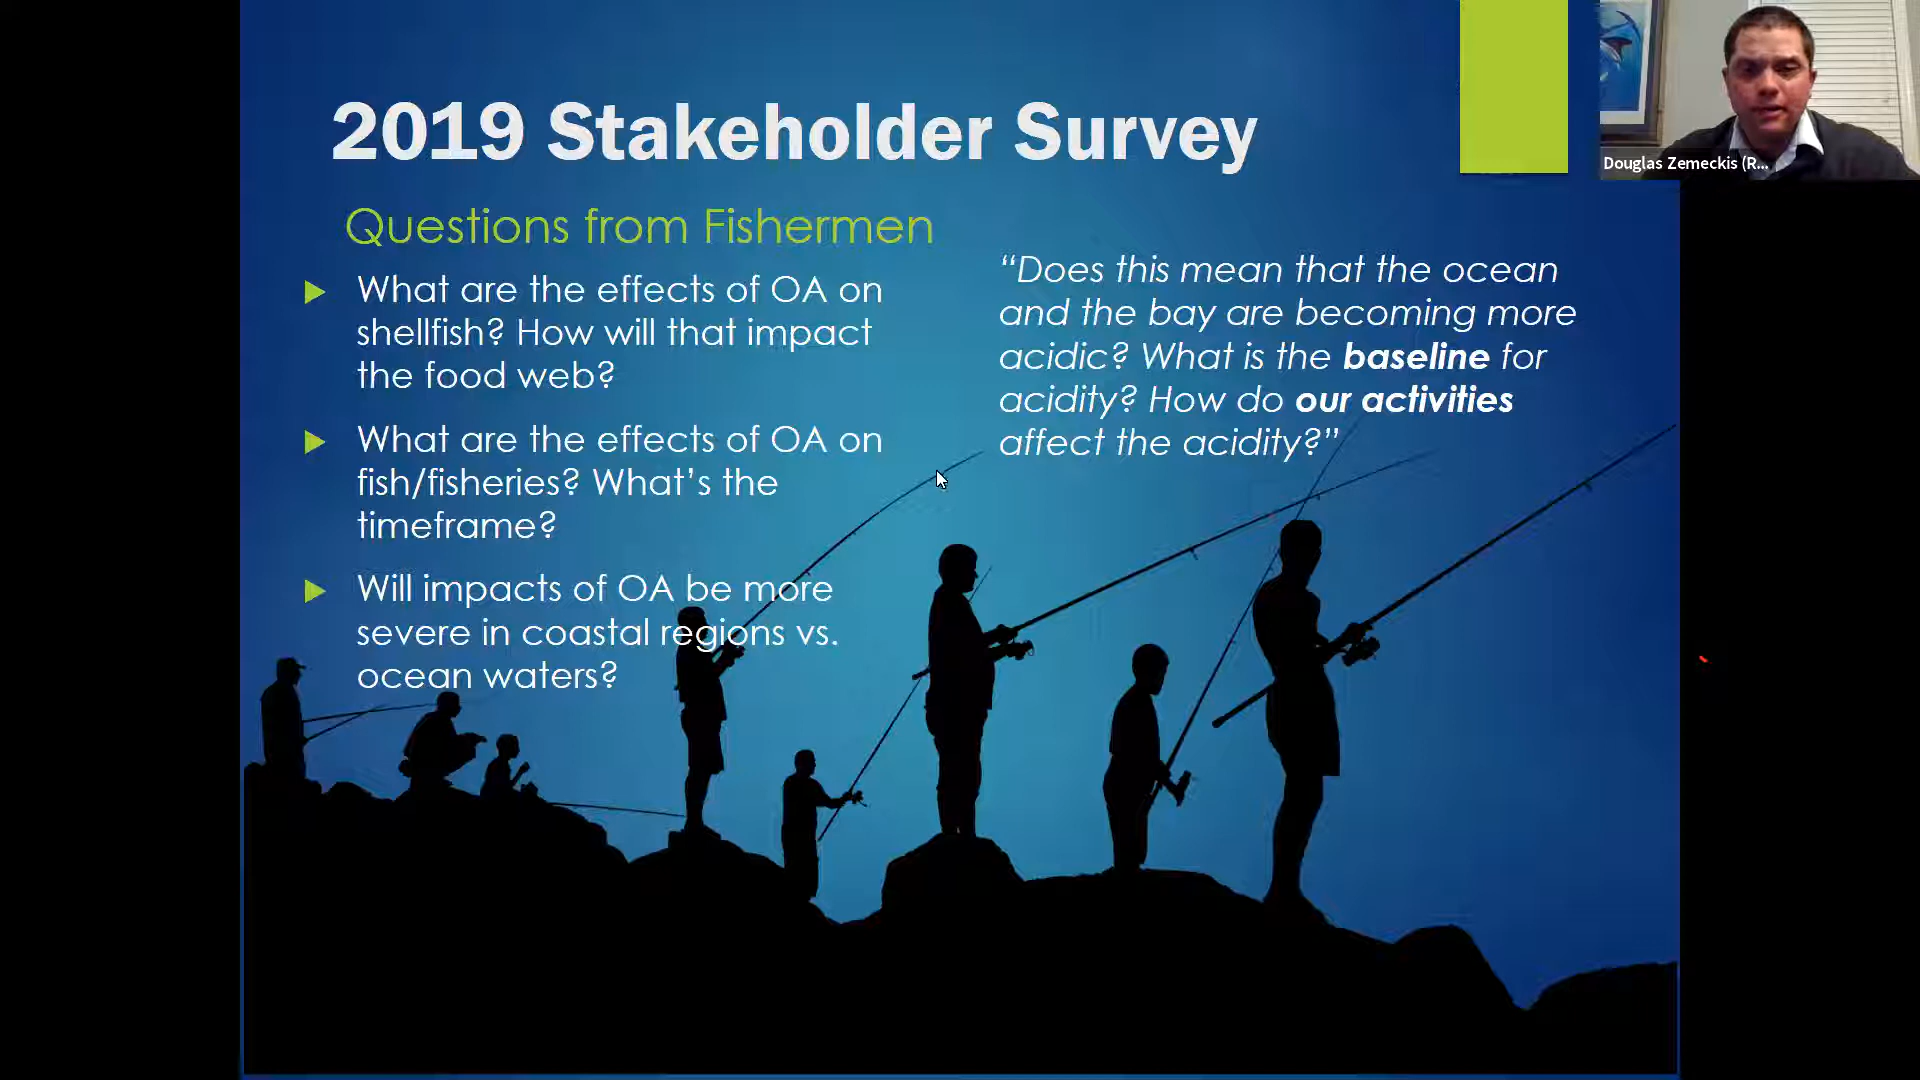 2019 Stakeholder Survey
Questions from Fishermen
What are the effects of OA on
shellfish? How will that impact
the food web?
What are the effects of OA on
fish/fisheries? What’s the
timeframe?
Will impacts of OA be more
severe in coastal regions vs.
ocean waters?
“Does this mean that the ocean
and the bay are becoming more
acidic? What is the baseline for
acidity? How do our activities
affect the acidity?”
Douglas Zemeckis (R...